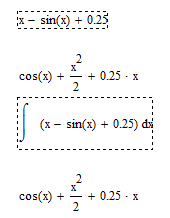 x − sin(x) + 0.25
cos(x) + x²/2 + 0.25 · x
∫ (x − sin(x) + 0.25) dx
cos(x) + x²/2 + 0.25 · x